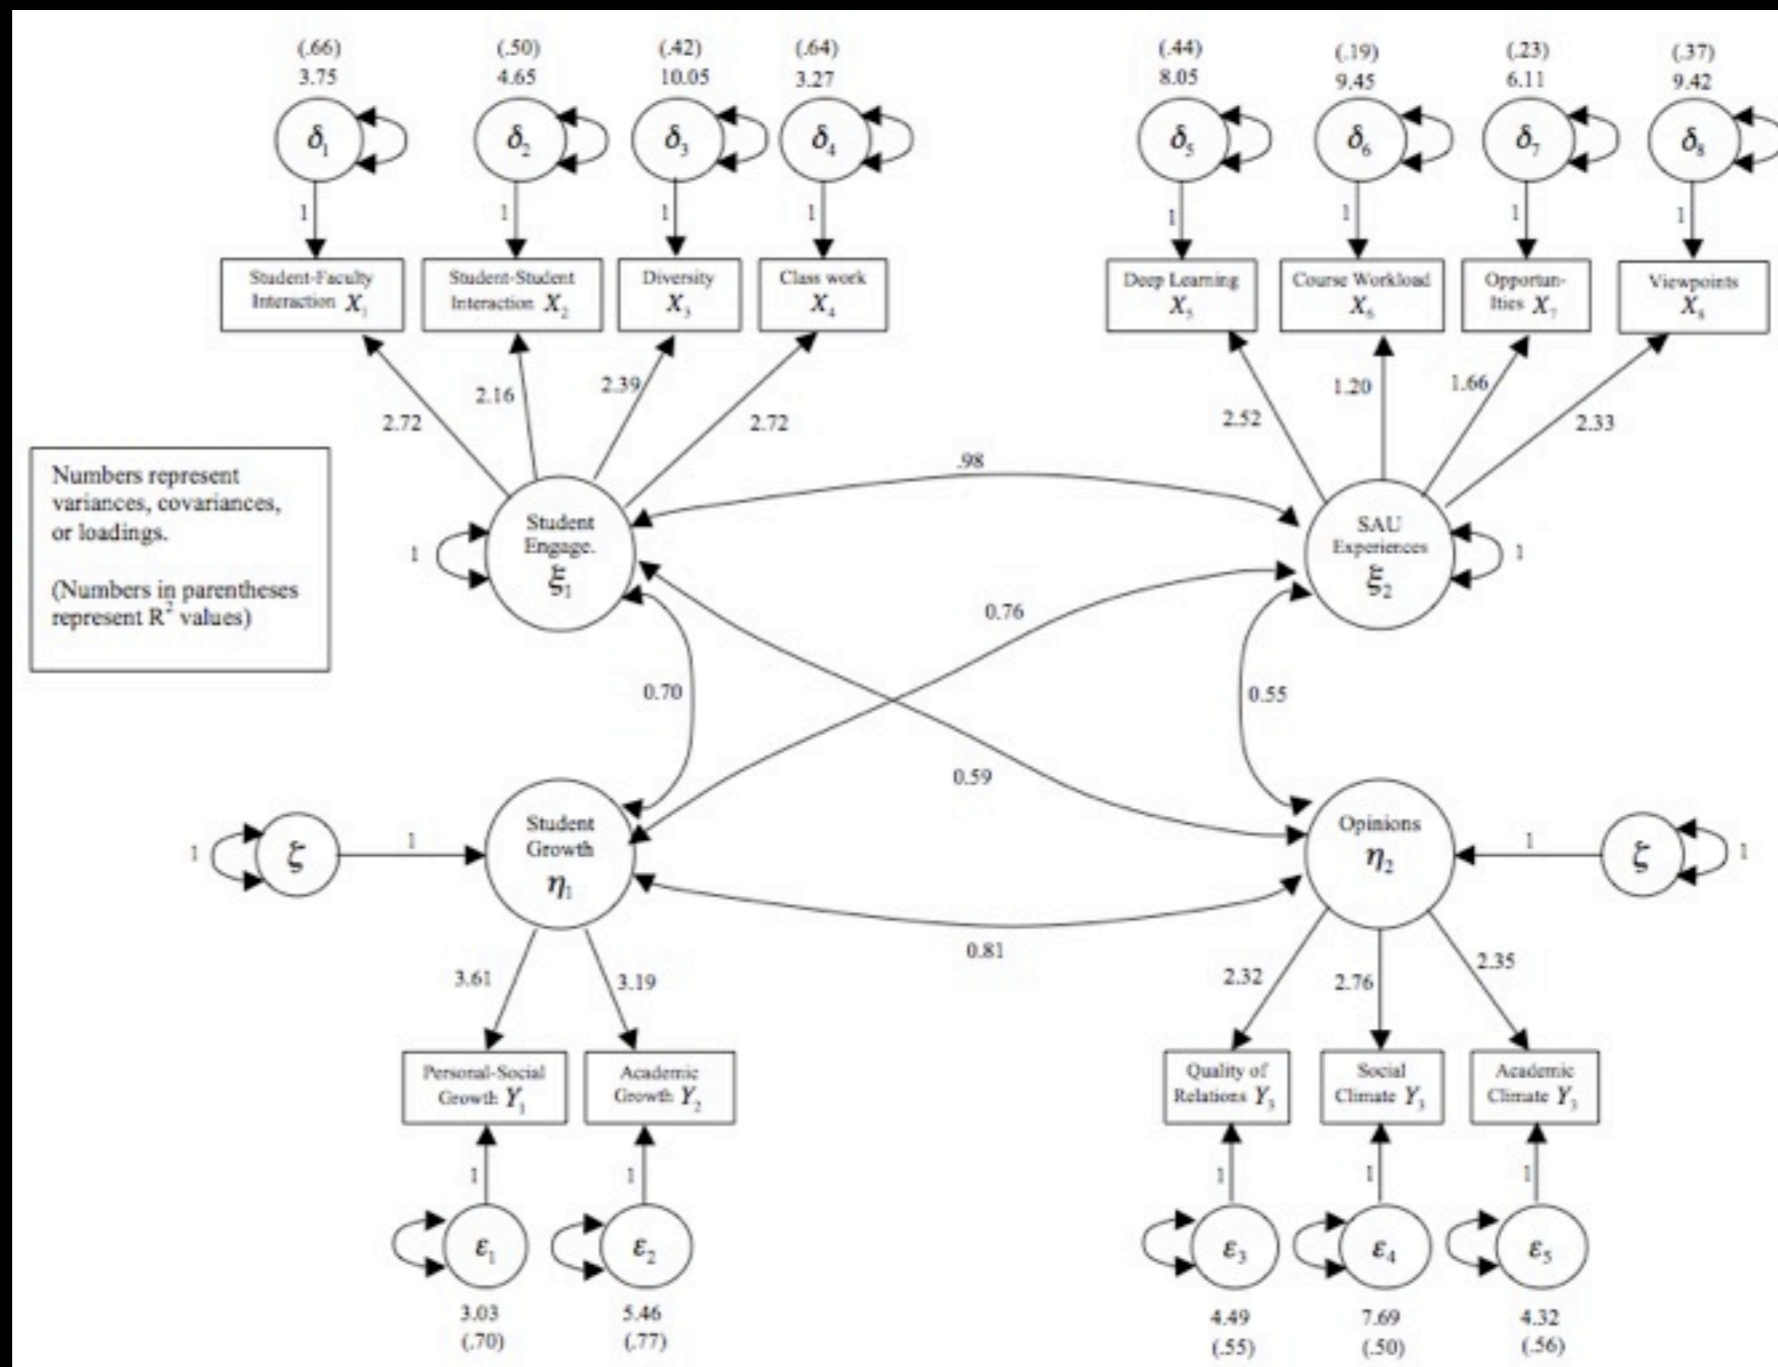 (.66)
3.75
(.50)
4.65
(.42)
10.05
(.64)
3.27
(.44)
8.05
(.19)
9.45
(.23)
6.11
(.37)
9.42
δ₁
δ₂
δ₃
δ₄
δ₅
δ₆
δ₇
δ₈
1
1
1
1
1
1
1
1
Student-Faculty
Interaction X₁
Student-Student
Interaction X₂
Diversity
X₃
Class work
X₄
Deep Learning
X₅
Course Workload
X₆
Opportun-
ities X₇
Viewpoints
X₈
2.72
2.16
2.39
2.72
2.52
1.20
1.66
2.33
Numbers represent
variances, covariances,
or loadings.
(Numbers in parentheses
represent R² values)
.98
1
Student
Engage.
ξ₁
SAU
Experiences
ξ₂
1
0.76
0.70
0.55
0.59
1
ζ
1
Student
Growth
η₁
Opinions
η₂
1
ζ
1
0.81
3.61
3.19
2.32
2.76
2.35
Personal-Social
Growth Y₁
Academic
Growth Y₂
Quality of
Relations Y₃
Social
Climate Y₃
Academic
Climate Y₃
1
1
1
1
1
ε₁
ε₂
ε₃
ε₄
ε₅
3.03
(.70)
5.46
(.77)
4.49
(.55)
7.69
(.50)
4.32
(.56)